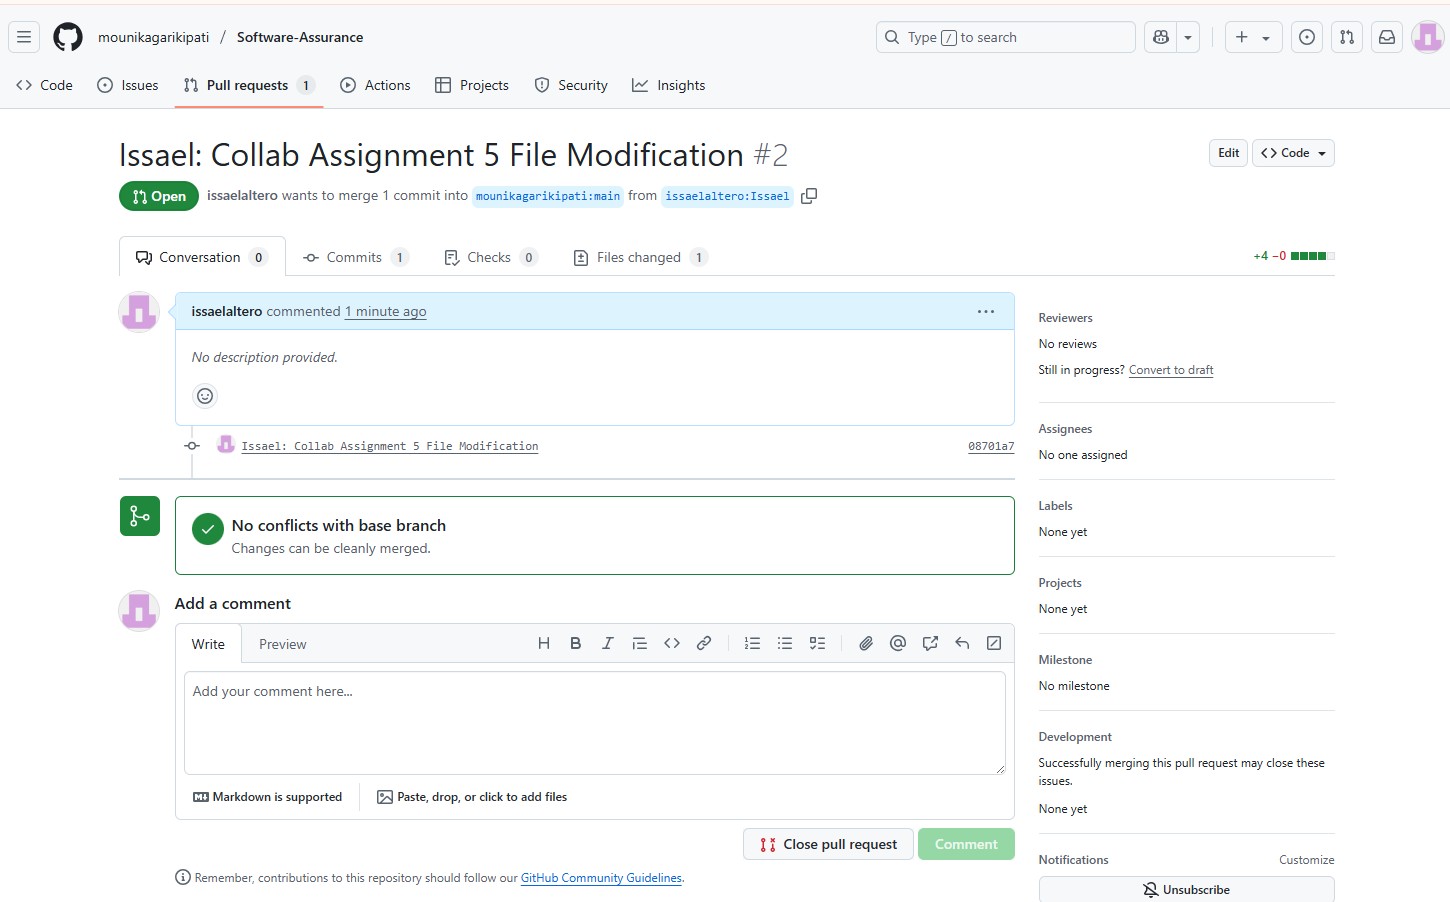 mounikagarikipati / Software-Assurance
Type / to search
Code
Issues
Pull requests 1
Actions
Projects
Security
Insights
Issael: Collab Assignment 5 File Modification #2
Edit
Code
Open
issaelaltero wants to merge 1 commit into mounikagarikipati:main from issaelaltero:Issael
Conversation 0
Commits 1
Checks 0
Files changed 1
+4 −0
issaelaltero commented 1 minute ago
No description provided.
Issael: Collab Assignment 5 File Modification
08701a7
No conflicts with base branch
Changes can be cleanly merged.
Add a comment
Write
Preview
Add your comment here...
Markdown is supported
Paste, drop, or click to add files
Close pull request
Comment
Remember, contributions to this repository should follow our GitHub Community Guidelines.
Reviewers
No reviews
Still in progress? Convert to draft
Assignees
No one assigned
Labels
None yet
Projects
None yet
Milestone
No milestone
Development
Successfully merging this pull request may close these
issues.
None yet
Notifications
Customize
Unsubscribe